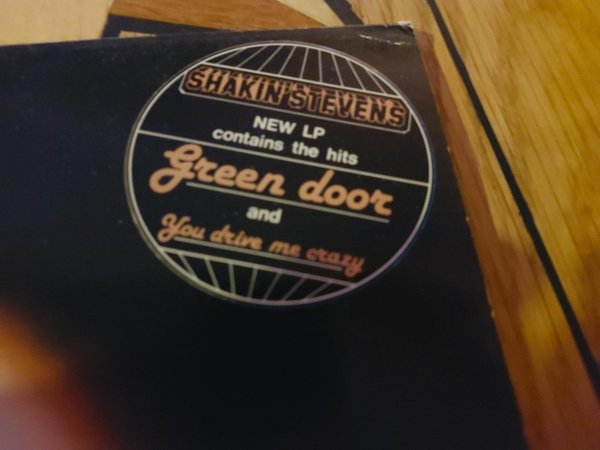 SHAKIN' STEVENS
NEW LP
contains the hits
Green door
and
You drive me crazy